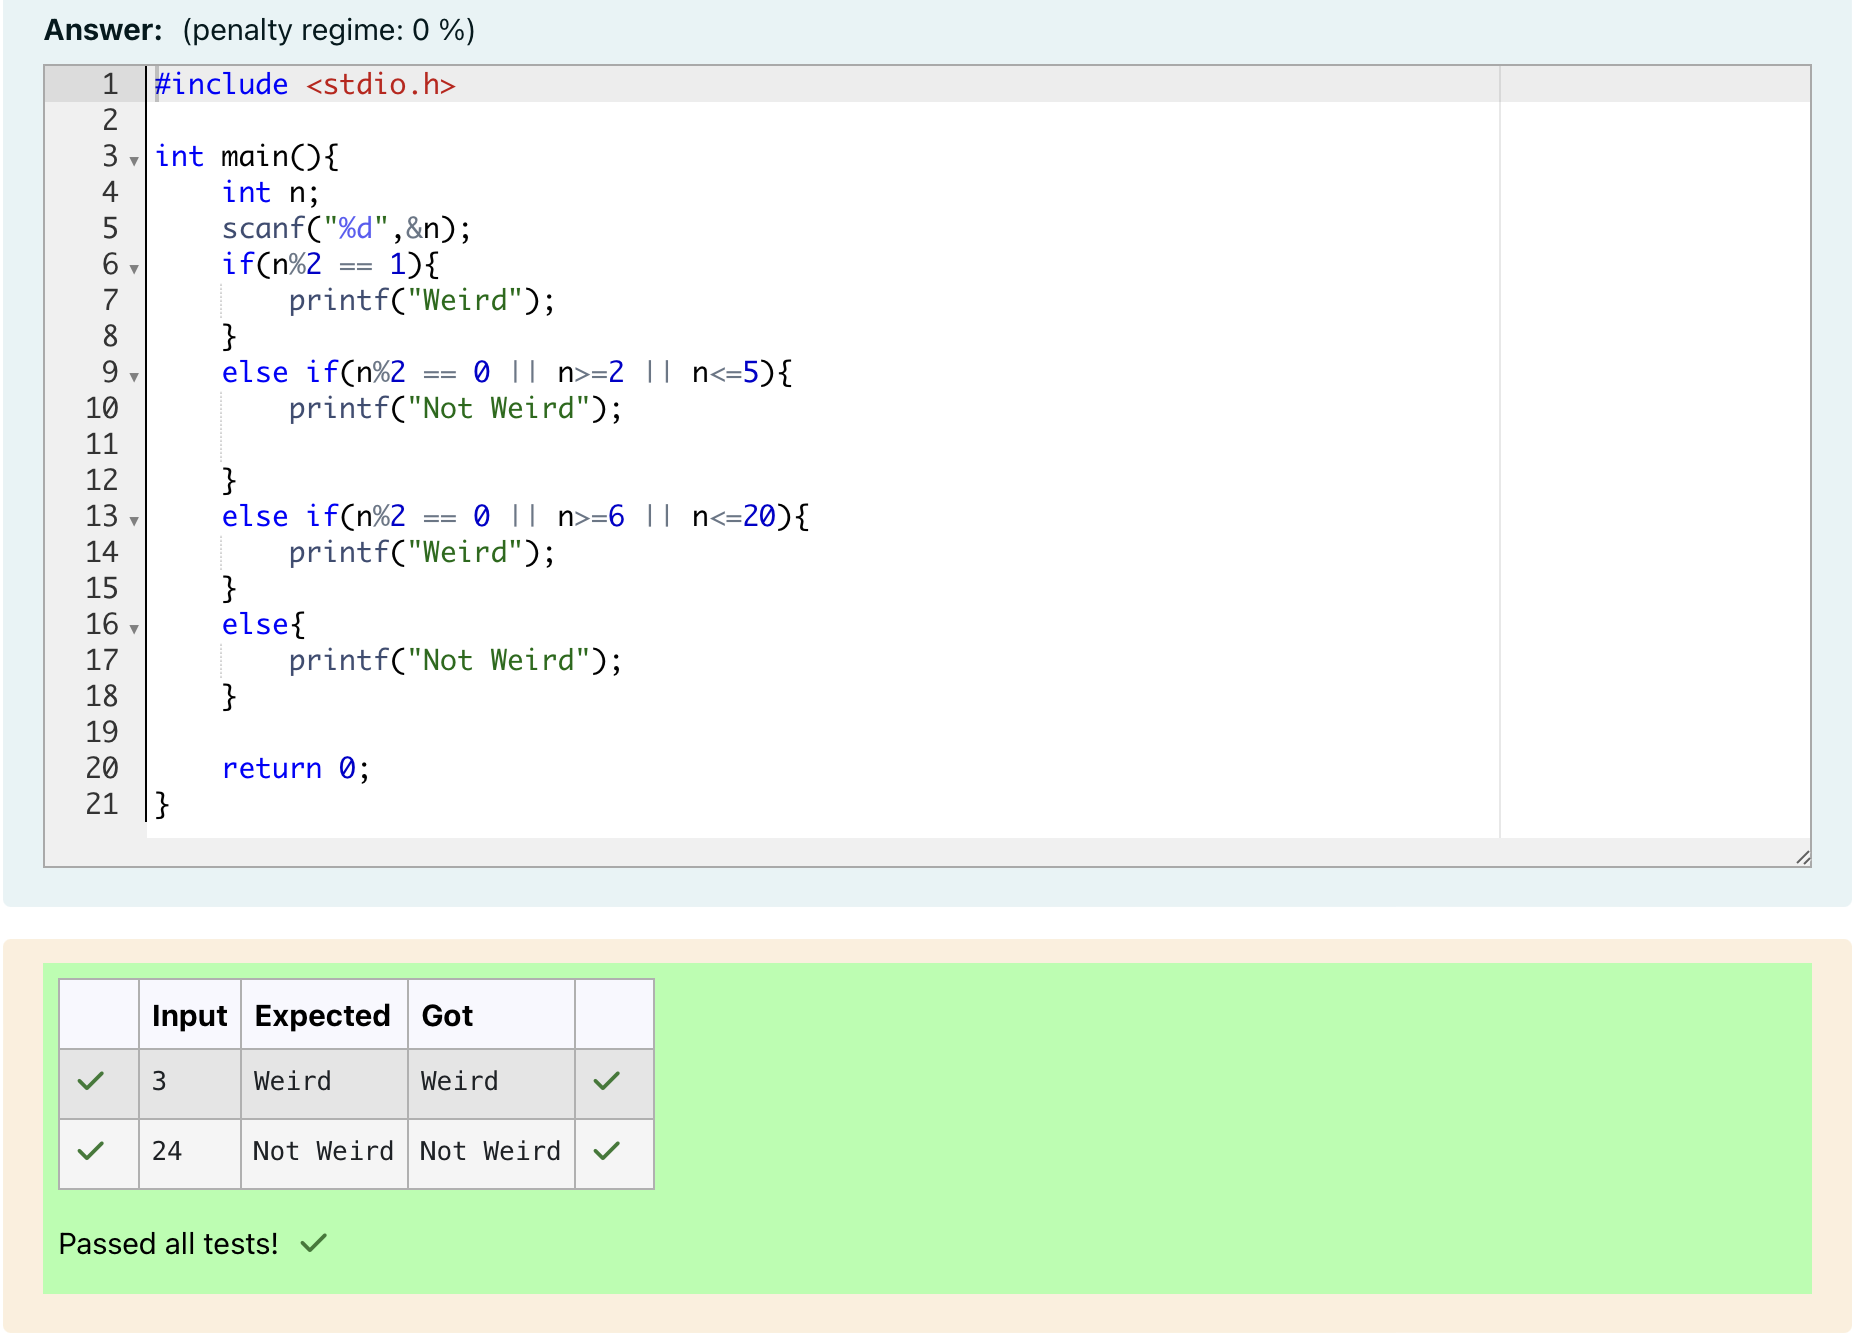 Answer: (penalty regime: 0 %)
1 #include <stdio.h>
2
3 int main(){
4     int n;
5     scanf("%d",&n);
6     if(n%2 == 1){
7         printf("Weird");
8     }
9     else if(n%2 == 0 || n>=2 || n<=5){
10         printf("Not Weird");
11
12     }
13     else if(n%2 == 0 || n>=6 || n<=20){
14         printf("Weird");
15     }
16     else{
17         printf("Not Weird");
18     }
19
20     return 0;
21 }
Input Expected Got
3 Weird Weird
24 Not Weird Not Weird
Passed all tests!